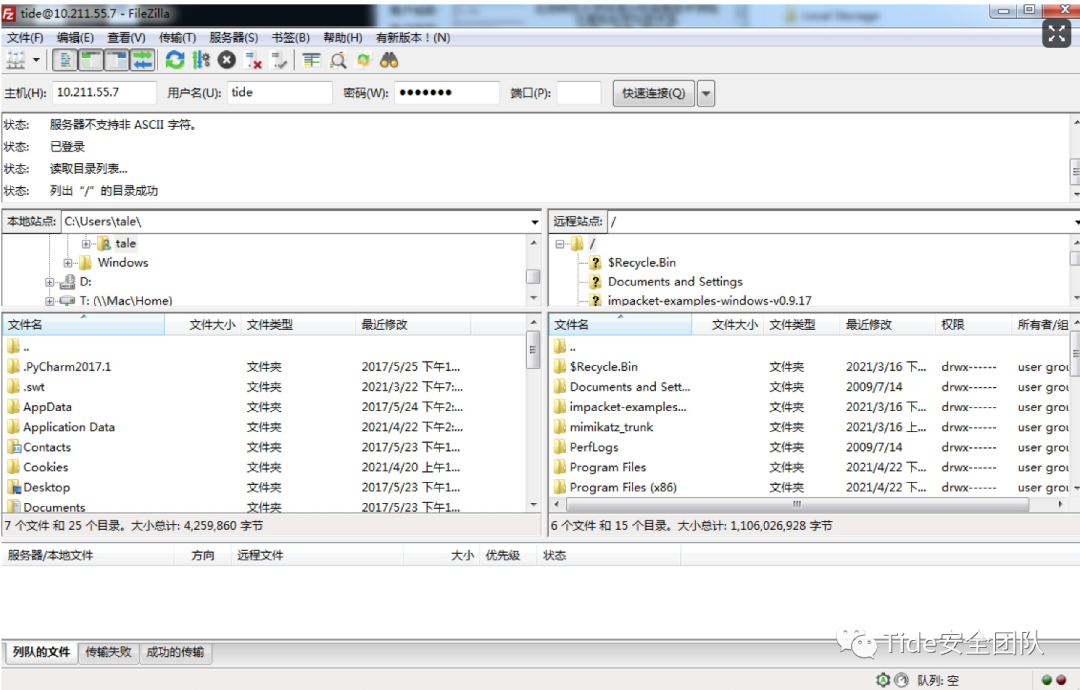 tide@10.211.55.7 - FileZilla
文件(F) 编辑(E) 查看(V) 传输(T) 服务器(S) 书签(B) 帮助(H) 有新版本！(N)
主机(H): 10.211.55.7 用户名(U): tide 密码(W): ●●●●●●● 端口(P): 快速连接(Q)
状态: 服务器不支持非 ASCII 字符。
状态: 已登录
状态: 读取目录列表...
状态: 列出“/”的目录成功
本地站点: C:\Users\tale\
远程站点: /
tale
Windows
D:
T: (\\Mac\Home)
/
$Recycle.Bin
Documents and Settings
impacket-examples-windows-v0.9.17
文件名 文件大小 文件类型 最近修改
..
.PyCharm2017.1 文件夹 2017/5/25 下午1...
.swt 文件夹 2021/3/22 下午7:...
AppData 文件夹 2017/5/24 下午2:...
Application Data 文件夹 2021/4/22 下午2:...
Contacts 文件夹 2017/5/23 下午1...
Cookies 文件夹 2021/4/20 上午1...
Desktop 文件夹 2017/5/23 下午1...
Documents 文件夹 2017/5/23 下午1...
7 个文件 和 25 个目录。大小总计: 4,259,860 字节
文件名 文件大小 文件类型 最近修改 权限 所有者/组
..
$Recycle.Bin 文件夹 2021/3/16 下... drwx------ user grou
Documents and Sett... 文件夹 2009/7/14 drwx------ user grou
impacket-examples... 文件夹 2021/3/16 下... drwx------ user grou
mimikatz_trunk 文件夹 2021/3/16 上... drwx------ user grou
PerfLogs 文件夹 2009/7/14 drwx------ user grou
Program Files 文件夹 2021/4/22 下... drwx------ user grou
Program Files (x86) 文件夹 2021/4/22 下... drwx------ user grou
6 个文件 和 15 个目录。大小总计: 1,106,026,928 字节
服务器/本地文件 方向 远程文件 大小 优先级 状态
列队的文件 传输失败 成功的传输
Tide安全团队
队列: 空